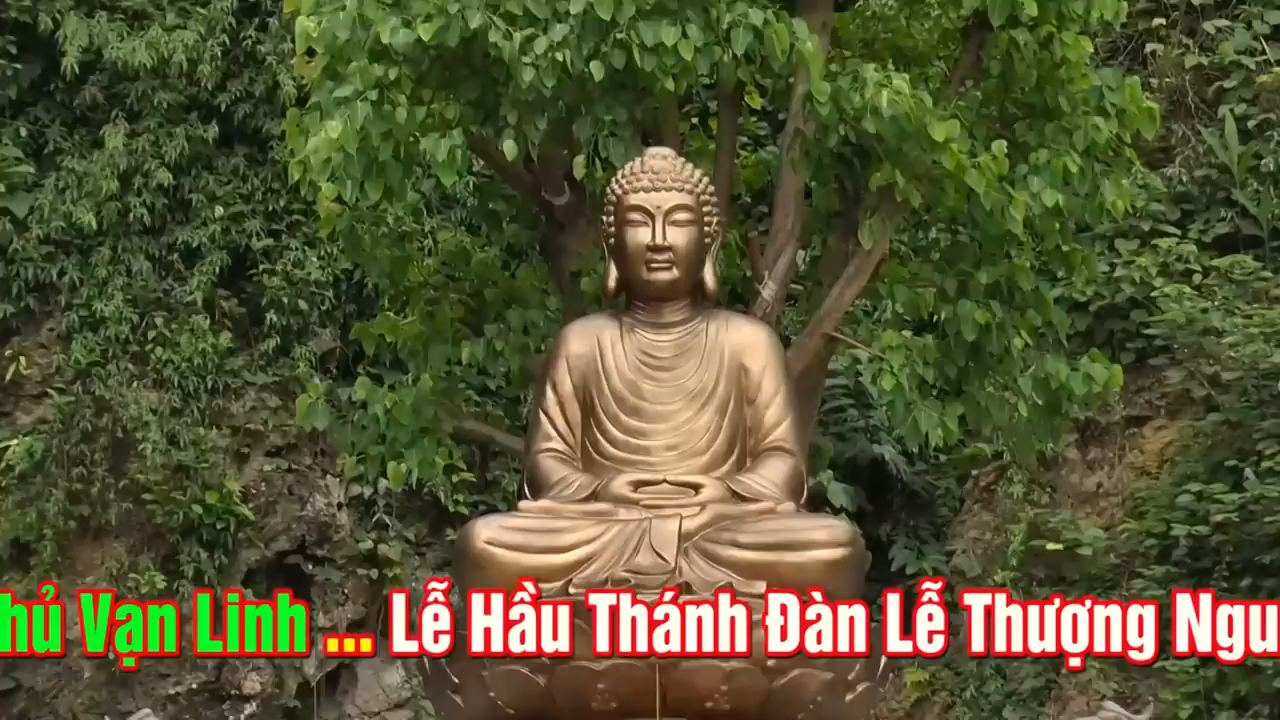 hủ Vạn Linh ... Lễ Hầu Thánh Đàn Lễ Thượng Ngu